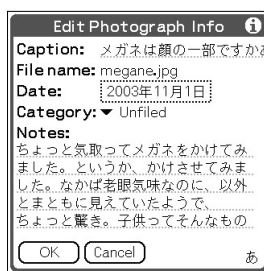 Edit Photograph Info i
Caption: メガネは顔の一部ですか
File name: megane.jpg
Date: 2003年11月1日
Category: Unfiled
Notes:
ちょっと気取ってメガネをかけてみ
ました。というか、かけさせてみま
した。なかば老眼気味なのに、以外
とまともに見えていたようで、
ちょっと驚き。子供ってそんなもの
OK Cancel あ